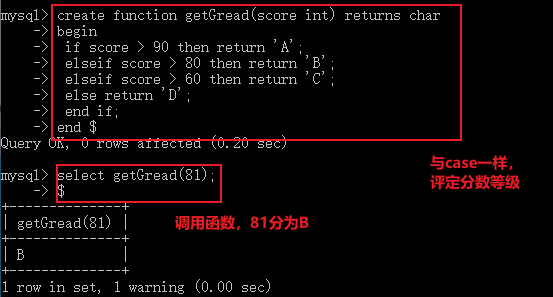 mysql> create function getGread(score int) returns char
    -> begin
    ->  if score > 90 then return 'A';
    ->  elseif score > 80 then return 'B';
    ->  elseif score > 60 then return 'C';
    ->  else return 'D';
    ->  end if;
    -> end $
Query OK, 0 rows affected (0.20 sec)
与case一样，
评定分数等级
mysql> select getGread(81);
    -> $
调用函数，81分为B
+--------------+
| getGread(81) |
+--------------+
| B            |
+--------------+
1 row in set, 1 warning (0.00 sec)